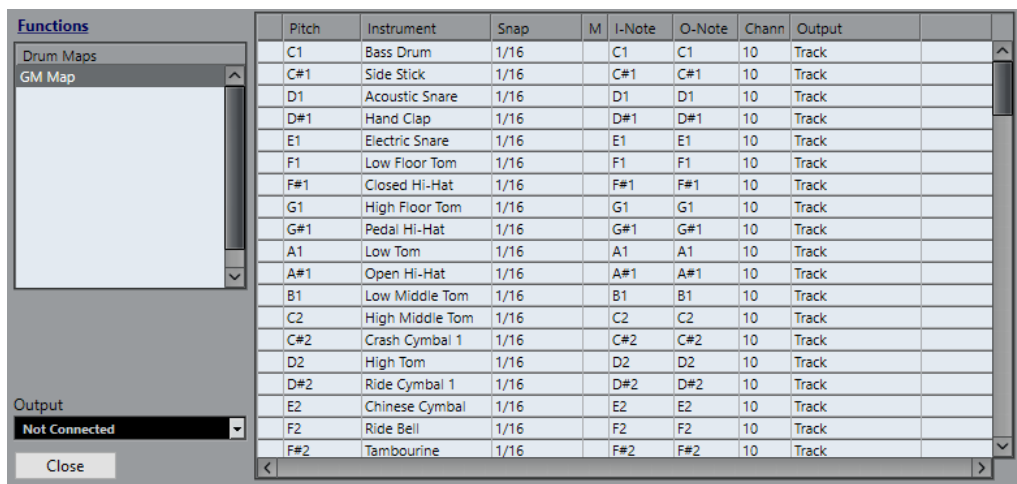 Functions
Drum Maps
GM Map
Output
Not Connected
Close
Pitch Instrument Snap M I-Note O-Note Chann Output
C1 Bass Drum 1/16 C1 C1 10 Track
C#1 Side Stick 1/16 C#1 C#1 10 Track
D1 Acoustic Snare 1/16 D1 D1 10 Track
D#1 Hand Clap 1/16 D#1 D#1 10 Track
E1 Electric Snare 1/16 E1 E1 10 Track
F1 Low Floor Tom 1/16 F1 F1 10 Track
F#1 Closed Hi-Hat 1/16 F#1 F#1 10 Track
G1 High Floor Tom 1/16 G1 G1 10 Track
G#1 Pedal Hi-Hat 1/16 G#1 G#1 10 Track
A1 Low Tom 1/16 A1 A1 10 Track
A#1 Open Hi-Hat 1/16 A#1 A#1 10 Track
B1 Low Middle Tom 1/16 B1 B1 10 Track
C2 High Middle Tom 1/16 C2 C2 10 Track
C#2 Crash Cymbal 1 1/16 C#2 C#2 10 Track
D2 High Tom 1/16 D2 D2 10 Track
D#2 Ride Cymbal 1 1/16 D#2 D#2 10 Track
E2 Chinese Cymbal 1/16 E2 E2 10 Track
F2 Ride Bell 1/16 F2 F2 10 Track
F#2 Tambourine 1/16 F#2 F#2 10 Track